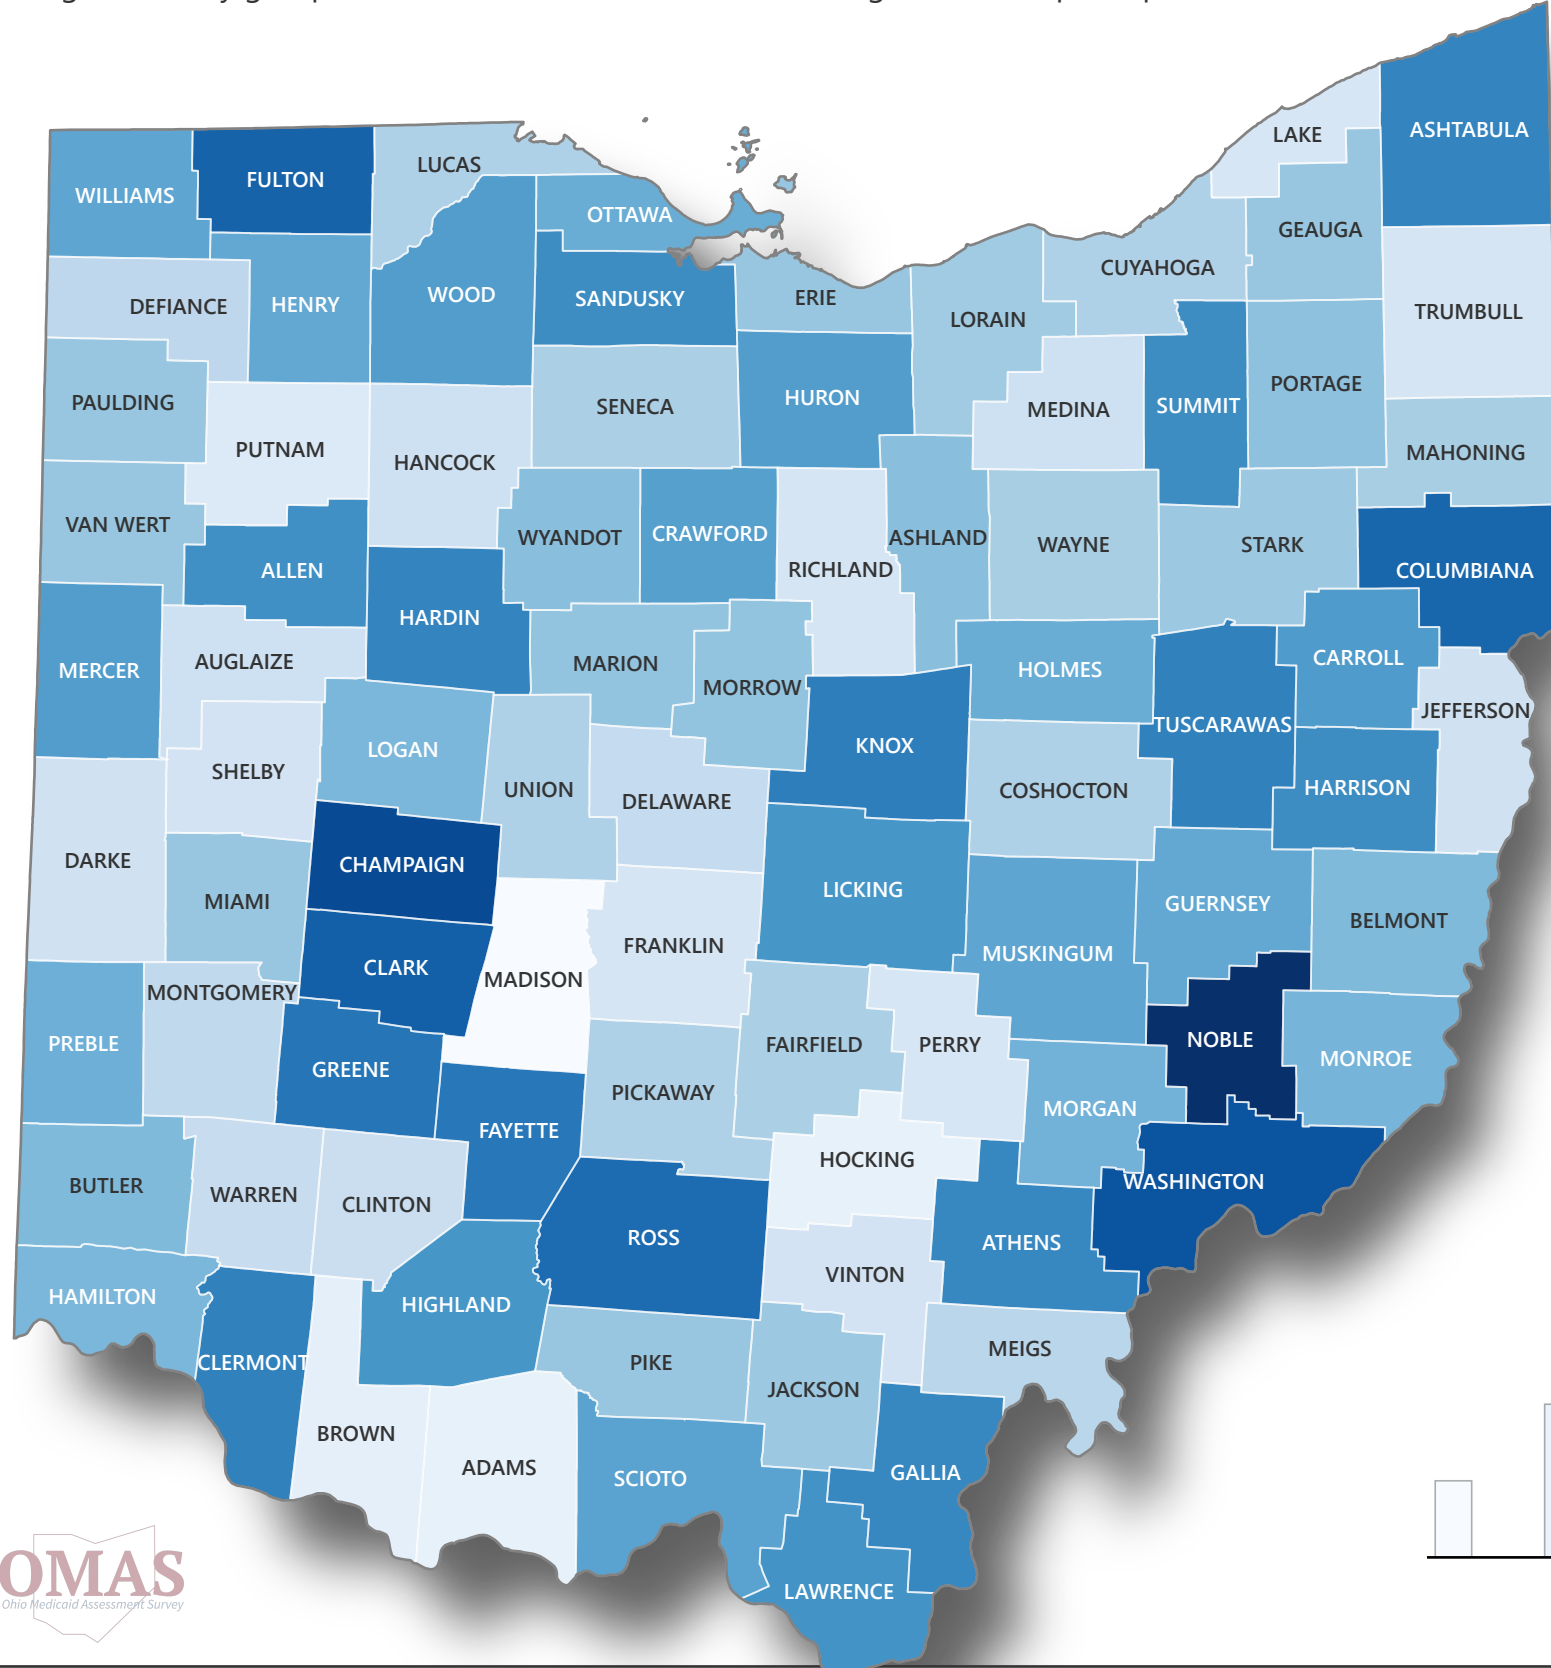 LAKE
ASHTABULA
LUCAS
FULTON
WILLIAMS
OTTAWA
GEAUGA
CUYAHOGA
WOOD
SANDUSKY
ERIE
DEFIANCE
HENRY
TRUMBULL
LORAIN
PORTAGE
HURON
PAULDING
SENECA
SUMMIT
MEDINA
PUTNAM
MAHONING
HANCOCK
VAN WERT
CRAWFORD
WYANDOT
ASHLAND
WAYNE
STARK
RICHLAND
ALLEN
COLUMBIANA
HARDIN
CARROLL
AUGLAIZE
MARION
MERCER
HOLMES
MORROW
JEFFERSON
TUSCARAWAS
KNOX
LOGAN
SHELBY
HARRISON
UNION
COSHOCTON
DELAWARE
DARKE
CHAMPAIGN
LICKING
MIAMI
GUERNSEY
BELMONT
FRANKLIN
MUSKINGUM
CLARK
MADISON
MONTGOMERY
NOBLE
PREBLE
FAIRFIELD
PERRY
MONROE
GREENE
PICKAWAY
MORGAN
FAYETTE
HOCKING
WASHINGTON
BUTLER
WARREN
CLINTON
ROSS
ATHENS
VINTON
HAMILTON
HIGHLAND
MEIGS
CLERMONT
PIKE
JACKSON
BROWN
ADAMS
GALLIA
SCIOTO
LAWRENCE
OMAS
Ohio Medicaid Assessment Survey